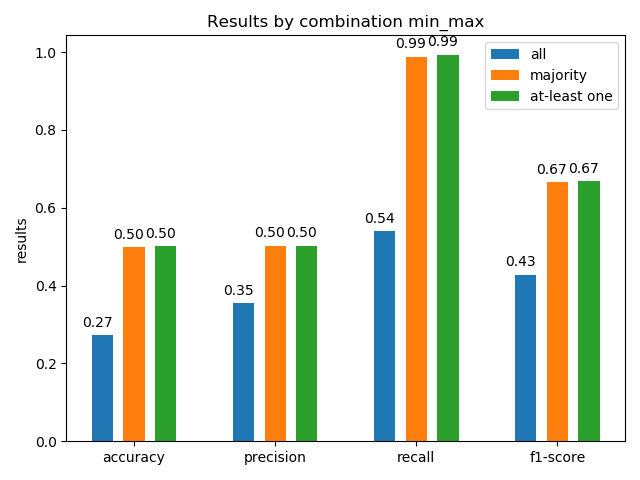 Results by combination min_max
all
majority
at-least one
results
1.0
0.8
0.6
0.4
0.2
0.0
0.27
0.50
0.50
0.35
0.50
0.50
0.54
0.99
0.99
0.43
0.67
0.67
accuracy
precision
recall
f1-score